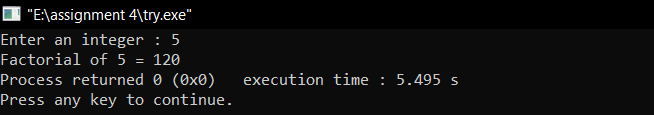 "E:\assignment 4\try.exe"
Enter an integer : 5
Factorial of 5 = 120
Process returned 0 (0x0)   execution time : 5.495 s
Press any key to continue.